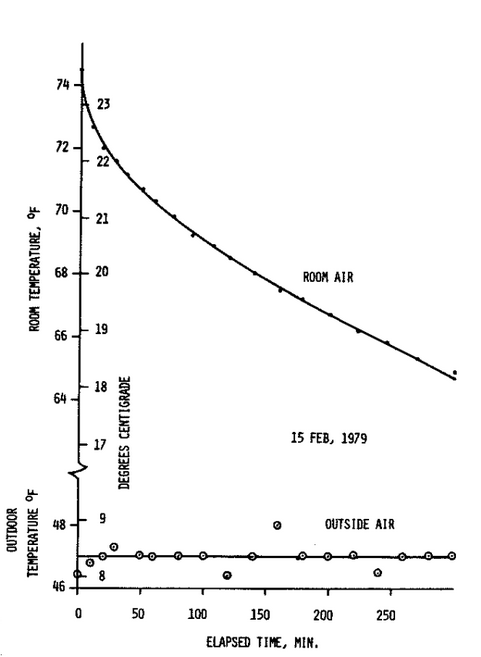 74
23
72
22
70
21
ROOM TEMPERATURE, °F
68
20
ROOM AIR
66
19
64
18
DEGREES CENTIGRADE
17
15 FEB, 1979
OUTDOOR
TEMPERATURE °F
48
9
OUTSIDE AIR
46
8
0 50 100 150 200 250
ELAPSED TIME, MIN.